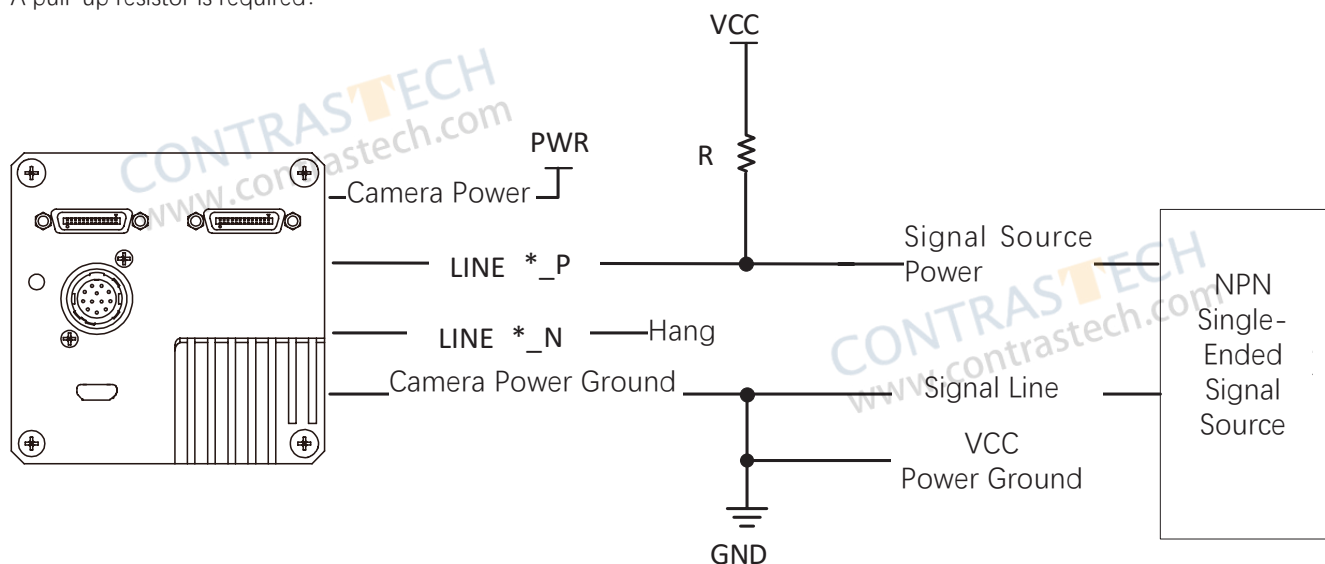 A pull-up resistor is required.
VCC
CONTRASTECH
www.contrastech.com
PWR
R
Camera Power
Signal Source
Power
LINE *_P
CONTRASTECH
www.contrastech.com
NPN
Single-
Ended
Signal
Source
LINE *_N
Hang
Camera Power Ground
Signal Line
VCC
Power Ground
GND